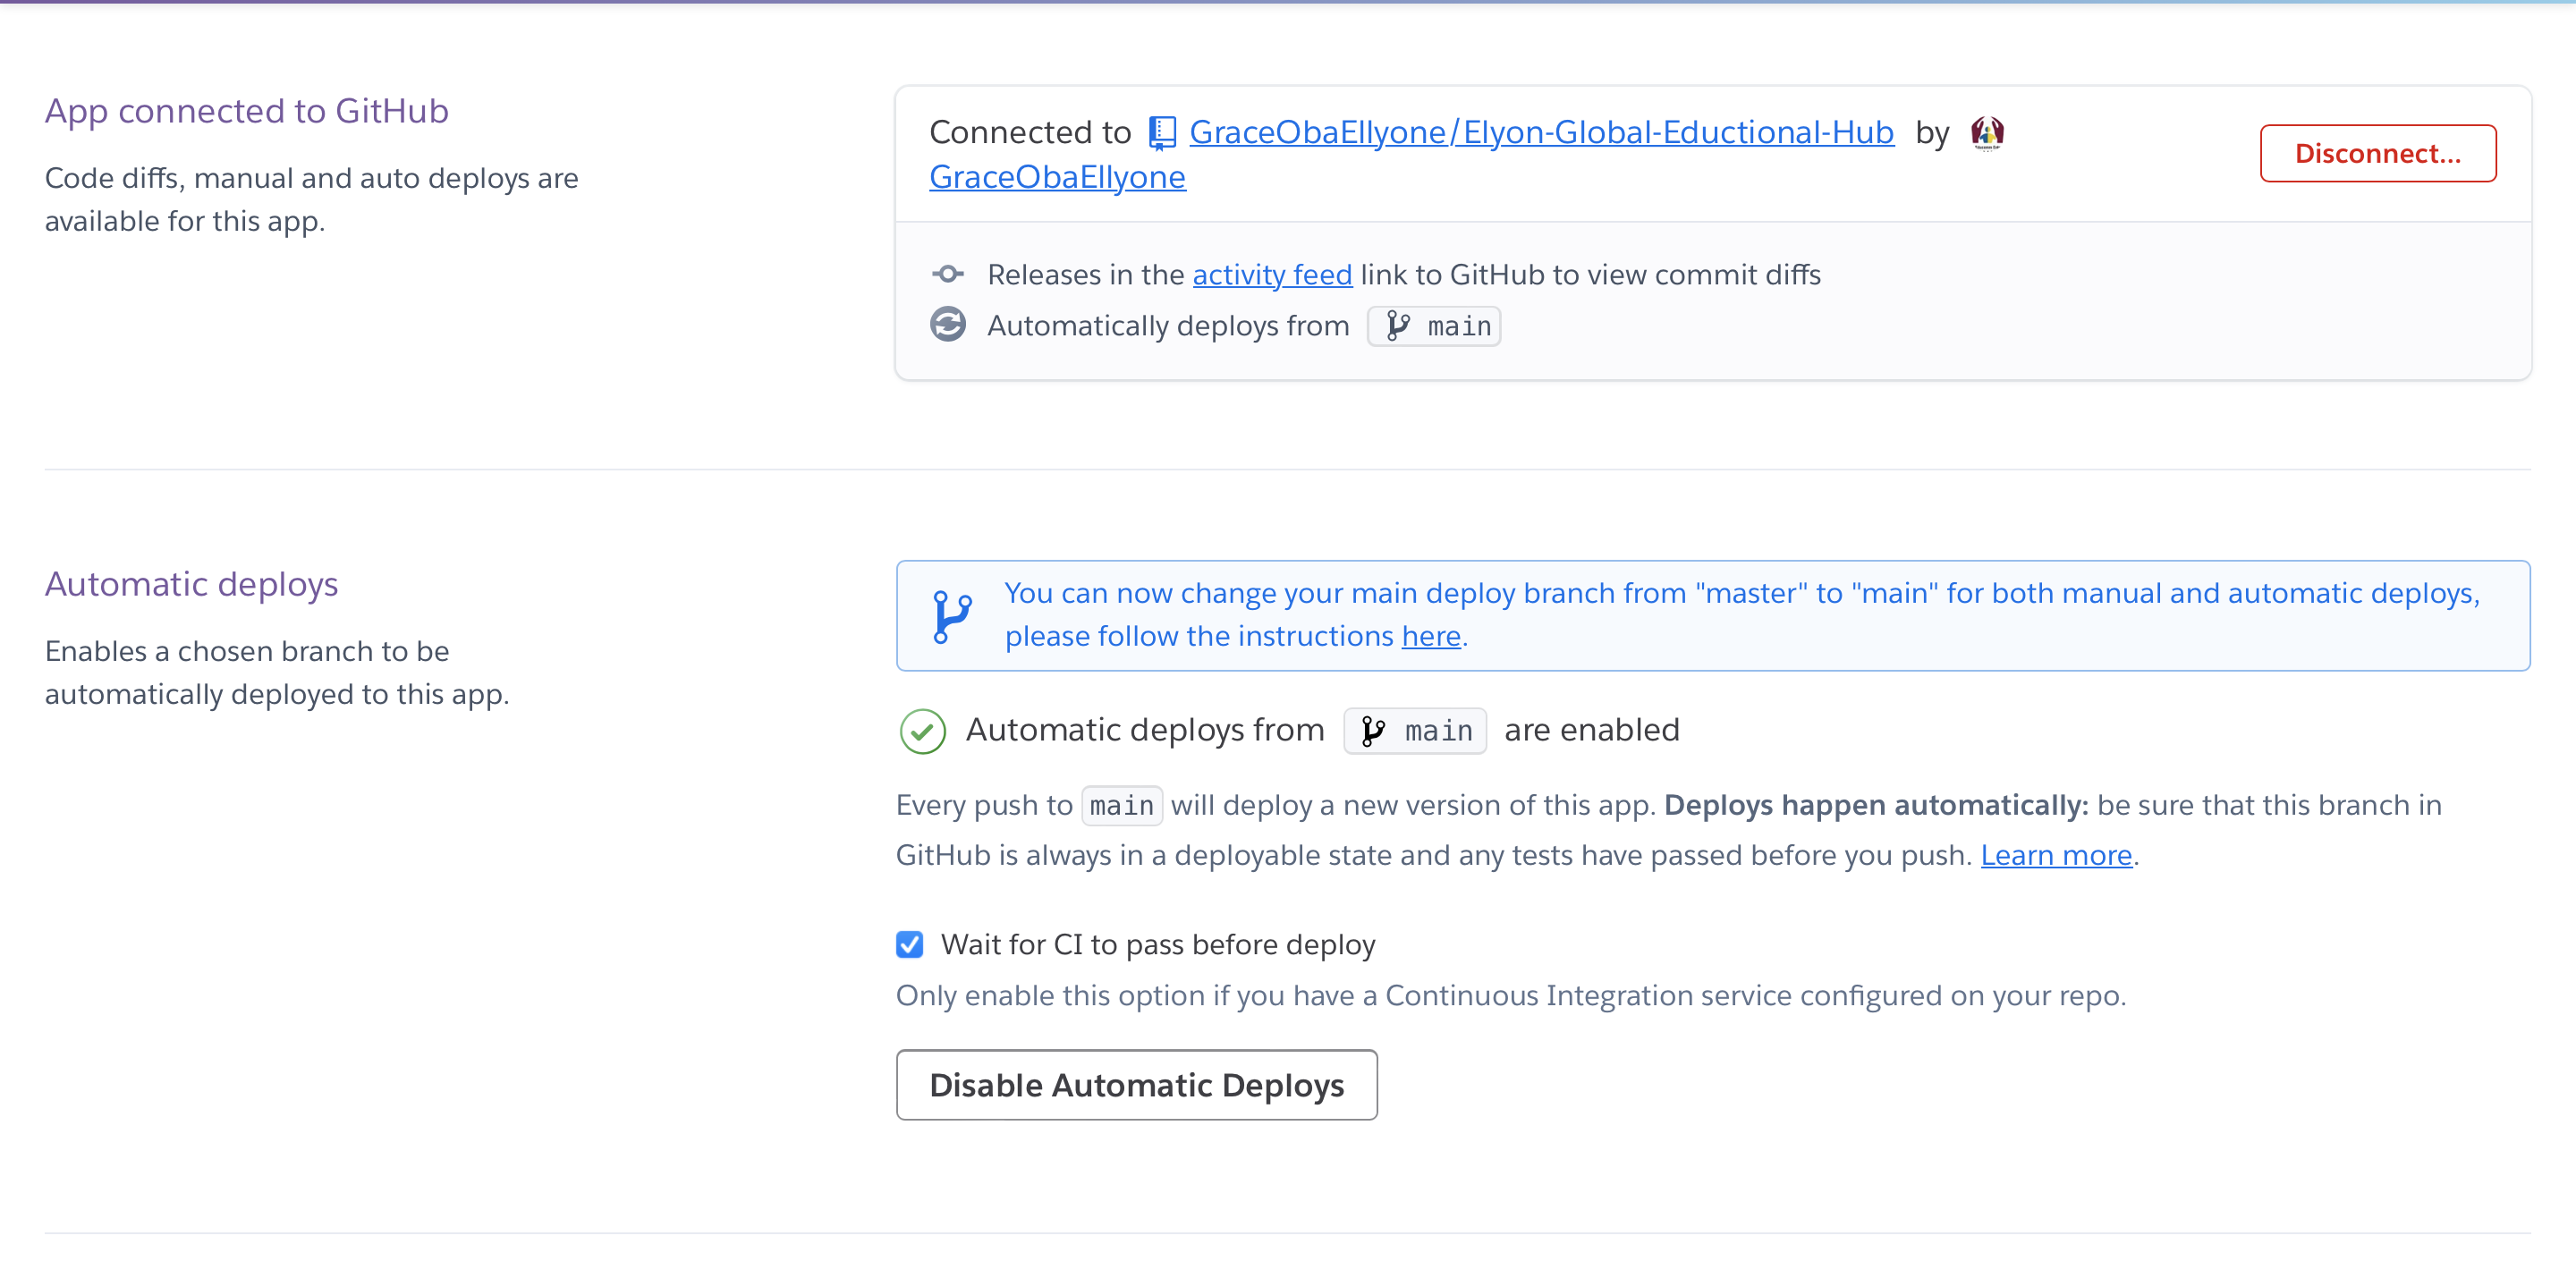 App connected to GitHub
Code diffs, manual and auto deploys are
available for this app.
Connected to GraceObaEllyone/Elyon-Global-Eductional-Hub by
GraceObaEllyone
Disconnect...
Releases in the activity feed link to GitHub to view commit diffs
Automatically deploys from main
Automatic deploys
Enables a chosen branch to be
automatically deployed to this app.
You can now change your main deploy branch from "master" to "main" for both manual and automatic deploys,
please follow the instructions here.
Automatic deploys from main are enabled
Every push to main will deploy a new version of this app. Deploys happen automatically: be sure that this branch in
GitHub is always in a deployable state and any tests have passed before you push. Learn more.
Wait for CI to pass before deploy
Only enable this option if you have a Continuous Integration service configured on your repo.
Disable Automatic Deploys